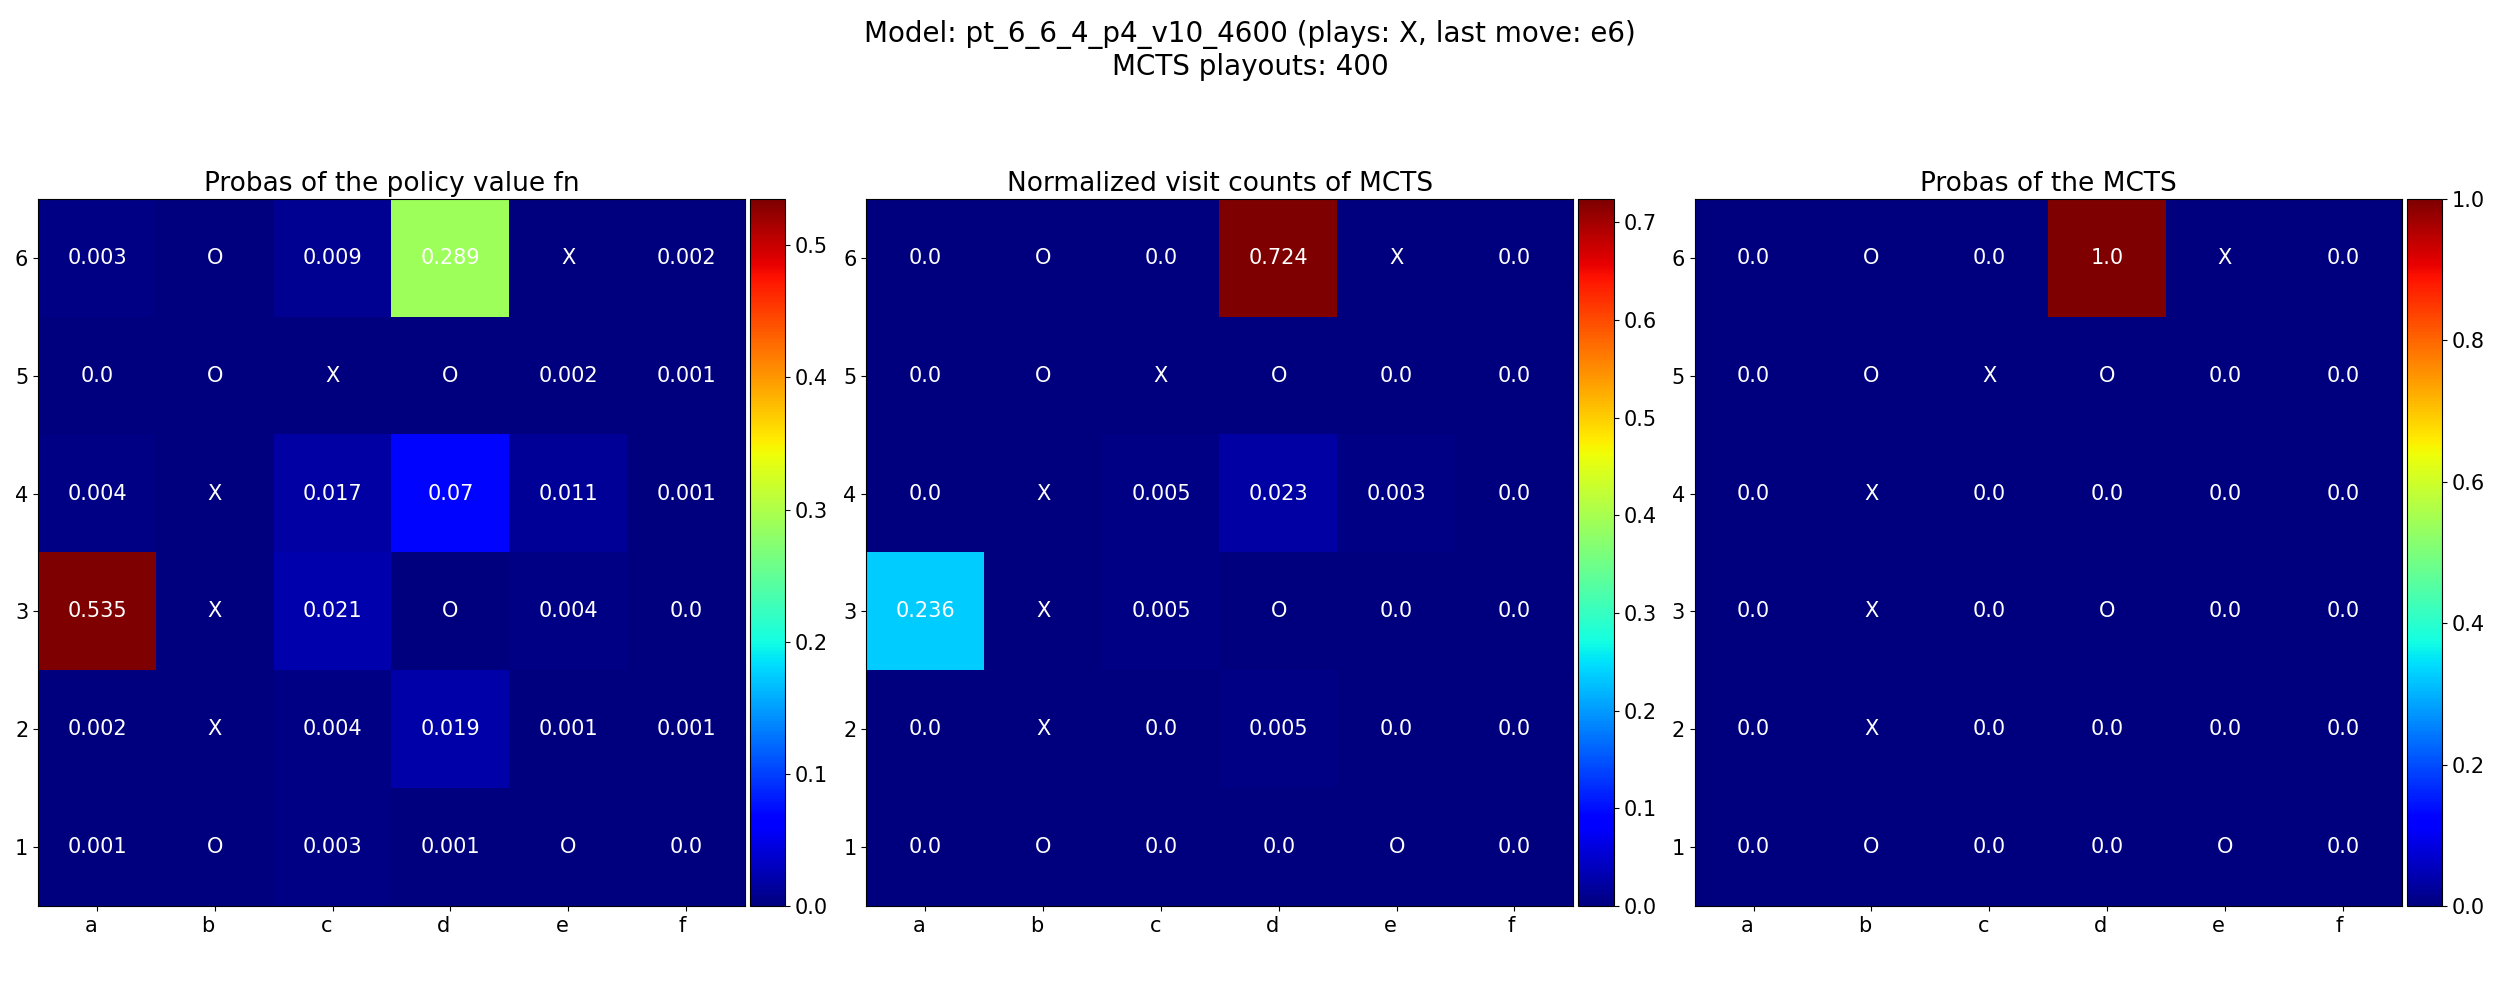 Model: pt_6_6_4_p4_v10_4600 (plays: X, last move: e6)
MCTS playouts: 400
Probas of the policy value fn
6 0.003 O 0.009 0.289 X 0.002
5 0.0 O X O 0.002 0.001
4 0.004 X 0.017 0.07 0.011 0.001
3 0.535 X 0.021 O 0.004 0.0
2 0.002 X 0.004 0.019 0.001 0.001
1 0.001 O 0.003 0.001 O 0.0
a b c d e f
0.5
0.4
0.3
0.2
0.1
0.0
Normalized visit counts of MCTS
6 0.0 O 0.0 0.724 X 0.0
5 0.0 O X O 0.0 0.0
4 0.0 X 0.005 0.023 0.003 0.0
3 0.236 X 0.005 O 0.0 0.0
2 0.0 X 0.0 0.005 0.0 0.0
1 0.0 O 0.0 0.0 O 0.0
a b c d e f
0.7
0.6
0.5
0.4
0.3
0.2
0.1
0.0
Probas of the MCTS
6 0.0 O 0.0 1.0 X 0.0
5 0.0 O X O 0.0 0.0
4 0.0 X 0.0 0.0 0.0 0.0
3 0.0 X 0.0 O 0.0 0.0
2 0.0 X 0.0 0.0 0.0 0.0
1 0.0 O 0.0 0.0 O 0.0
a b c d e f
1.0
0.8
0.6
0.4
0.2
0.0